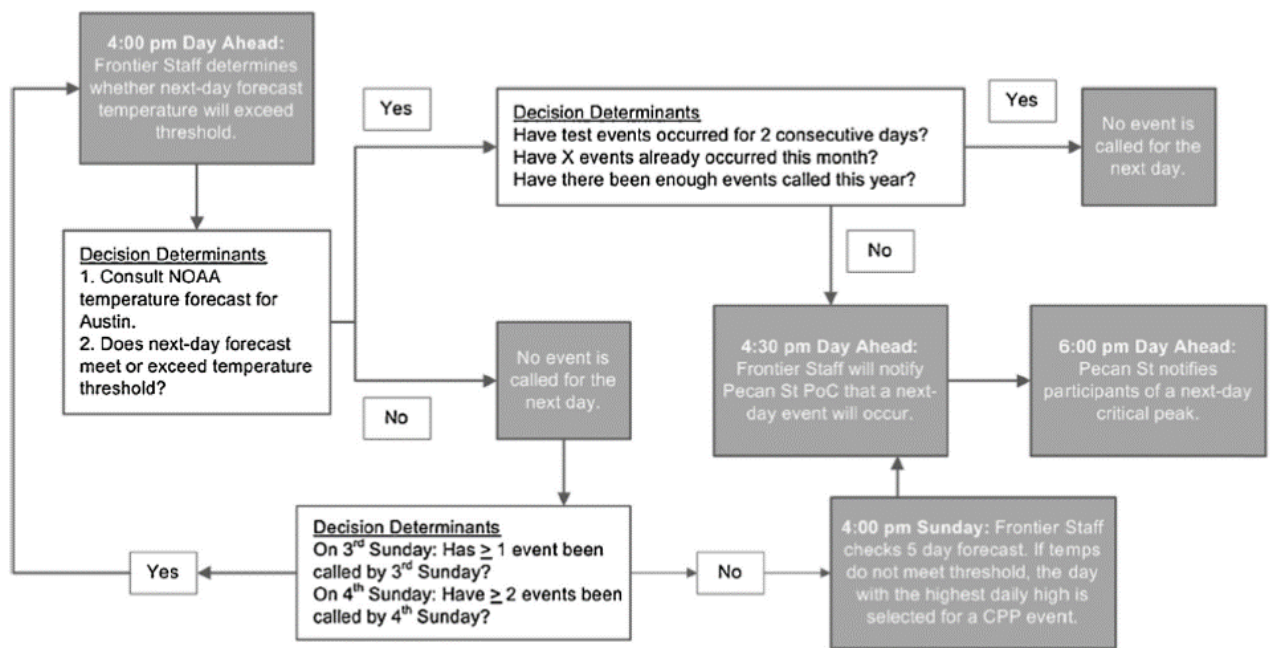 4:00 pm Day Ahead:
Frontier Staff determines
whether next-day forecast
temperature will exceed
threshold.
Decision Determinants
1. Consult NOAA
temperature forecast for
Austin.
2. Does next-day forecast
meet or exceed temperature
threshold?
Yes
Decision Determinants
Have test events occurred for 2 consecutive days?
Have X events already occurred this month?
Have there been enough events called this year?
Yes
No event is
called for the
next day.
No
4:30 pm Day Ahead:
Frontier Staff will notify
Pecan St PoC that a next-
day event will occur.
6:00 pm Day Ahead:
Pecan St notifies
participants of a next-day
critical peak.
No
No event is
called for the
next day.
Decision Determinants
On 3rd Sunday: Has ≥ 1 event been
called by 3rd Sunday?
On 4th Sunday: Have ≥ 2 events been
called by 4th Sunday?
Yes
No
4:00 pm Sunday: Frontier Staff
checks 5 day forecast. If temps
do not meet threshold, the day
with the highest daily high is
selected for a CPP event.